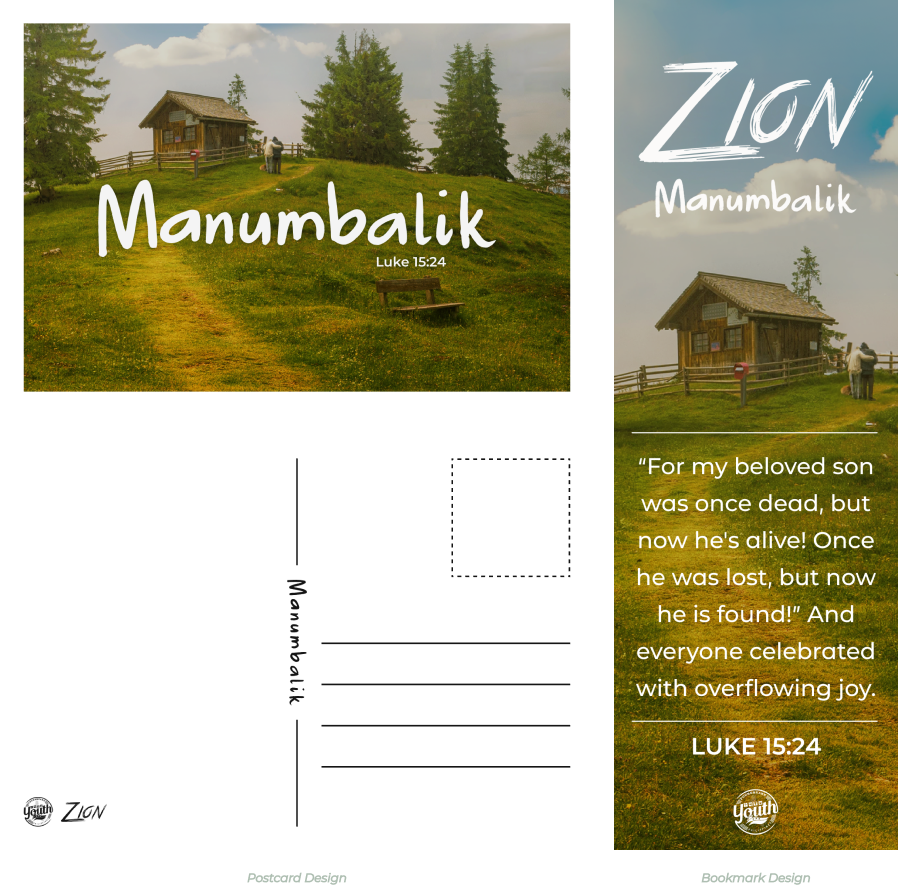 Manumbalik
Luke 15:24
Manumbalik
Youth
ZION
Postcard Design
ZION
Manumbalik
“For my beloved son
was once dead, but
now he's alive! Once
he was lost, but now
he is found!” And
everyone celebrated
with overflowing joy.
LUKE 15:24
Youth
Bookmark Design